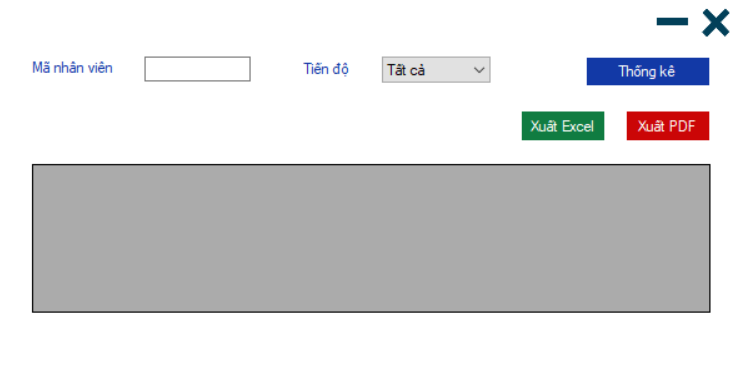 Mã nhân viên
Tiến độ
Tất cả
Thống kê
Xuất Excel
Xuất PDF